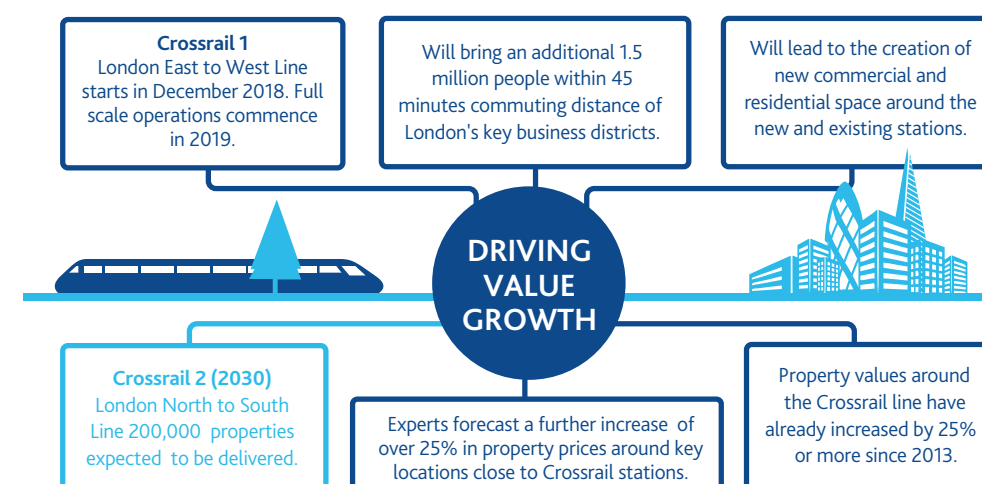 Crossrail 1
London East to West Line
starts in December 2018. Full
scale operations commence
in 2019.
Will bring an additional 1.5
million people within 45
minutes commuting distance of
London's key business districts.
Will lead to the creation of
new commercial and
residential space around the
new and existing stations.
DRIVING
VALUE
GROWTH
Crossrail 2 (2030)
London North to South
Line 200,000 properties
expected to be delivered.
Experts forecast a further increase of
over 25% in property prices around key
locations close to Crossrail stations.
Property values around
the Crossrail line have
already increased by 25%
or more since 2013.